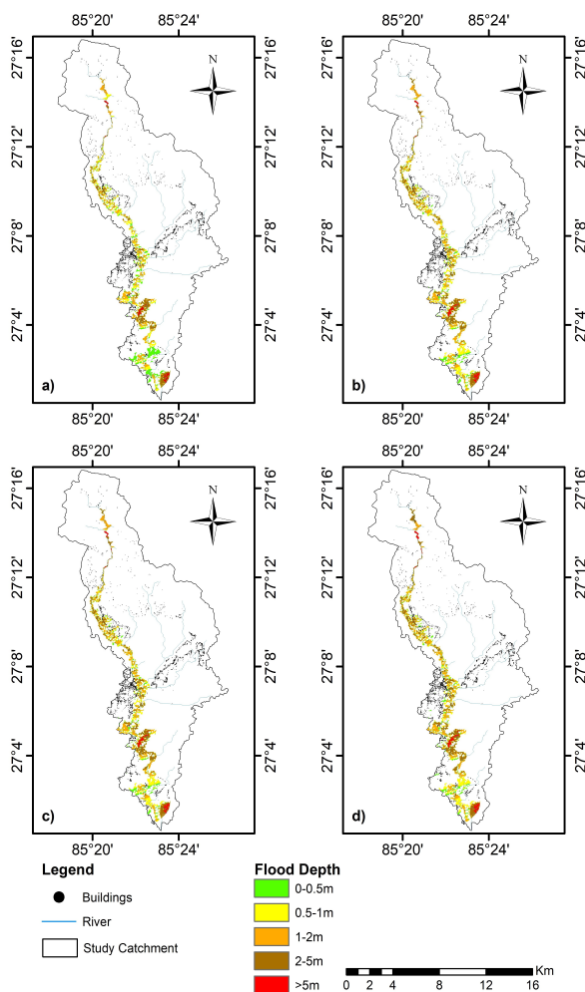 85°20' 85°24' 85°20' 85°24'
27°16' 27°16' 27°16'
N N
27°12' 27°12' 27°12'
27°8' 27°8' 27°8'
27°4' 27°4' 27°4'
a) b)
85°20' 85°24' 85°20' 85°24'
85°20' 85°24' 85°20' 85°24'
27°16' 27°16' 27°16'
N N
27°12' 27°12' 27°12'
27°8' 27°8' 27°8'
27°4' 27°4' 27°4'
c) d)
85°20' 85°24' 85°20' 85°24'
Legend
Buildings
River
Study Catchment
Flood Depth
0-0.5m
0.5-1m
1-2m
2-5m
>5m
Km
0 1 2 4 8 12 16